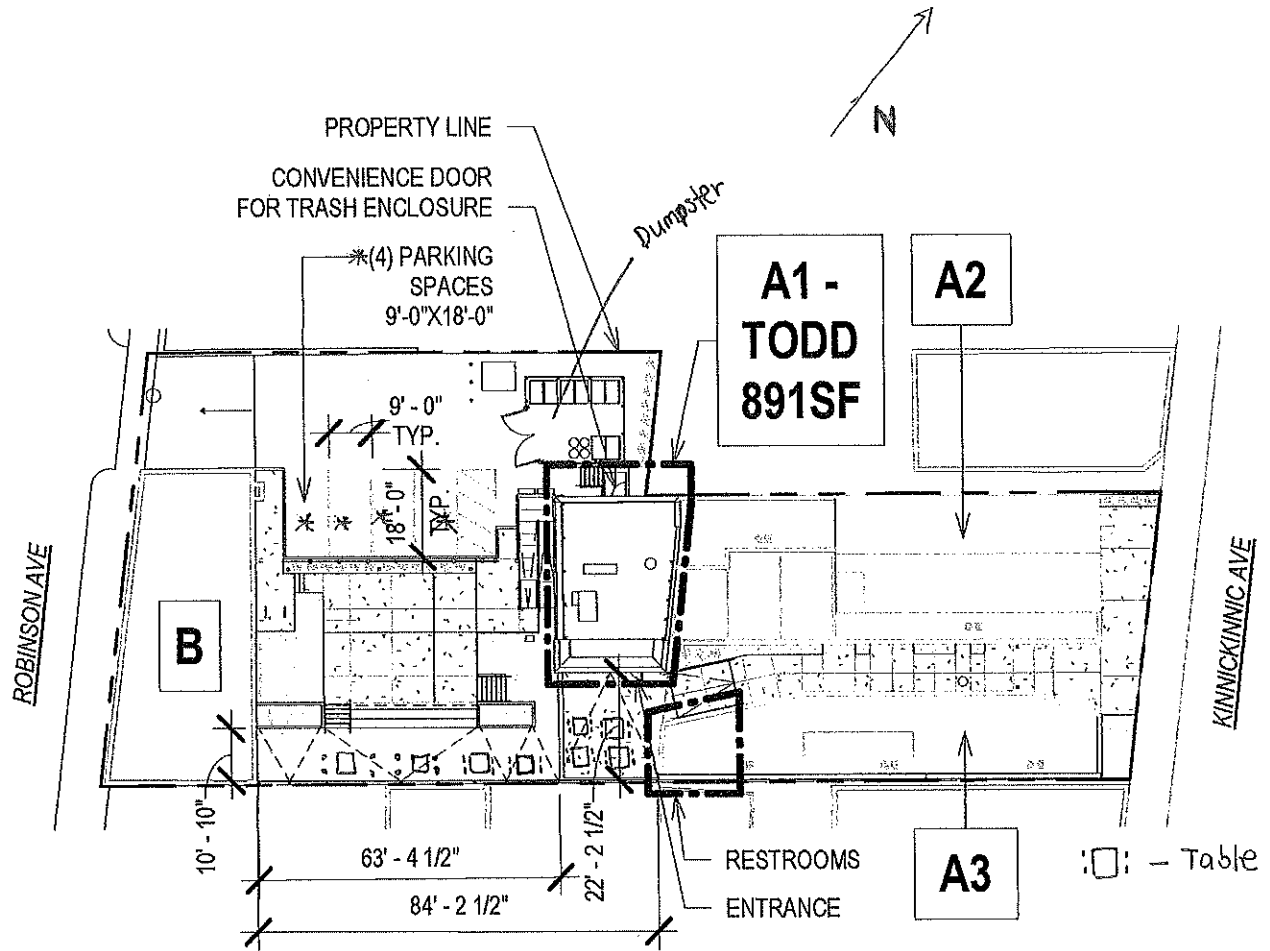 N
PROPERTY LINE
CONVENIENCE DOOR
FOR TRASH ENCLOSURE
Dumpster
(4) PARKING
SPACES
9'-0"X18'-0"
A1 -
TODD
891SF
A2
9' - 0"
TYP.
18' - 0"
TYP.
ROBINSON AVE
B
KINNICKINNIC AVE
10' - 10"
63' - 4 1/2"
84' - 2 1/2"
22' - 2 1/2"
RESTROOMS
ENTRANCE
A3
- Table